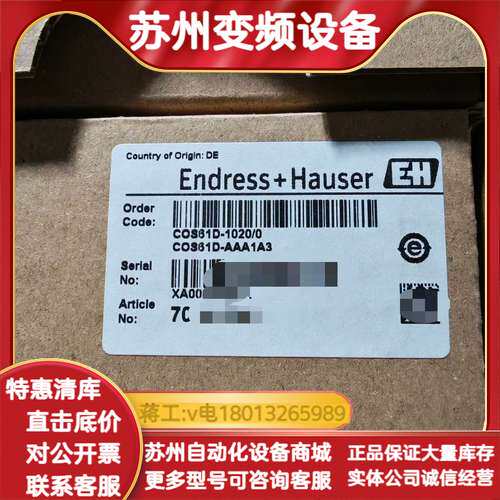 苏州变频设备
Country of Origin: DE
Endress+Hauser EH
Order Code:
COS61D-1020/0
COS61D-AAA1A3
Serial No:
XA00
Article No: 70
特惠清库
直击底价
对公开票
联系客服
蒋工:v电18013265989
苏州自动化设备商城
更多型号可咨询客服
正品保证大量库存
实体公司诚信经营